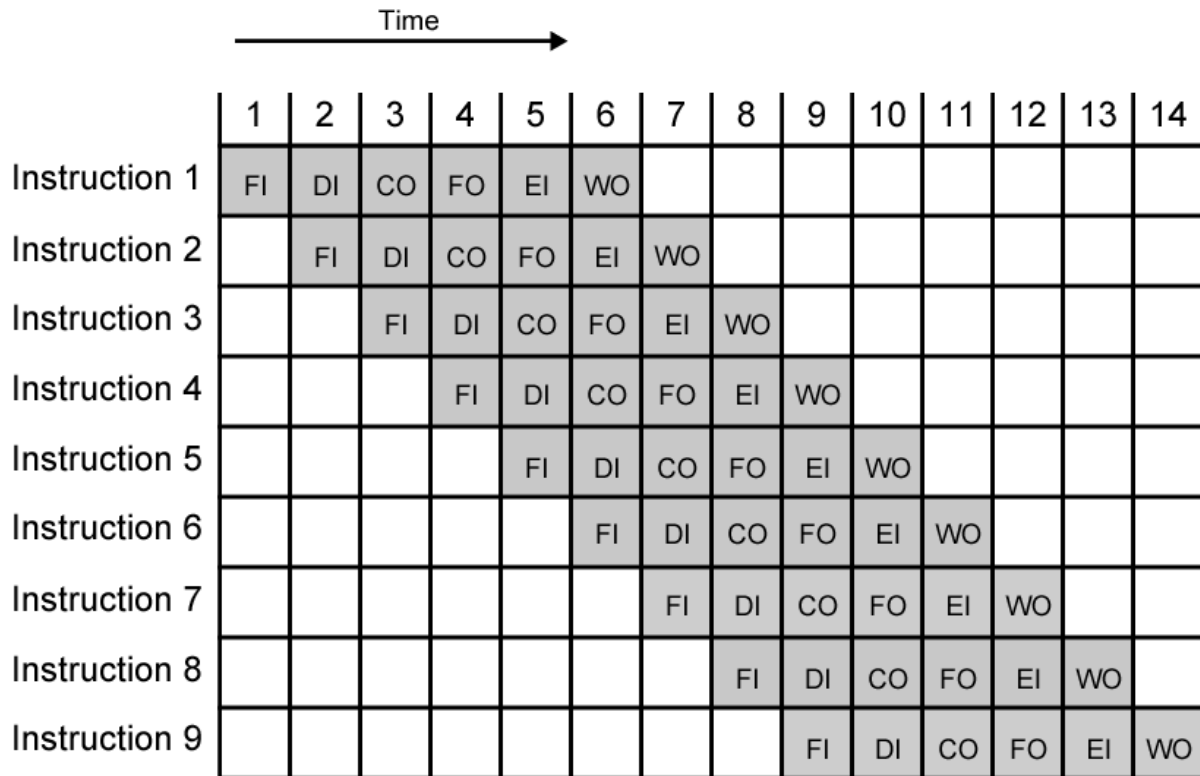 Time
1 2 3 4 5 6 7 8 9 10 11 12 13 14
Instruction 1 FI DI CO FO EI WO
Instruction 2 FI DI CO FO EI WO
Instruction 3 FI DI CO FO EI WO
Instruction 4 FI DI CO FO EI WO
Instruction 5 FI DI CO FO EI WO
Instruction 6 FI DI CO FO EI WO
Instruction 7 FI DI CO FO EI WO
Instruction 8 FI DI CO FO EI WO
Instruction 9 FI DI CO FO EI WO